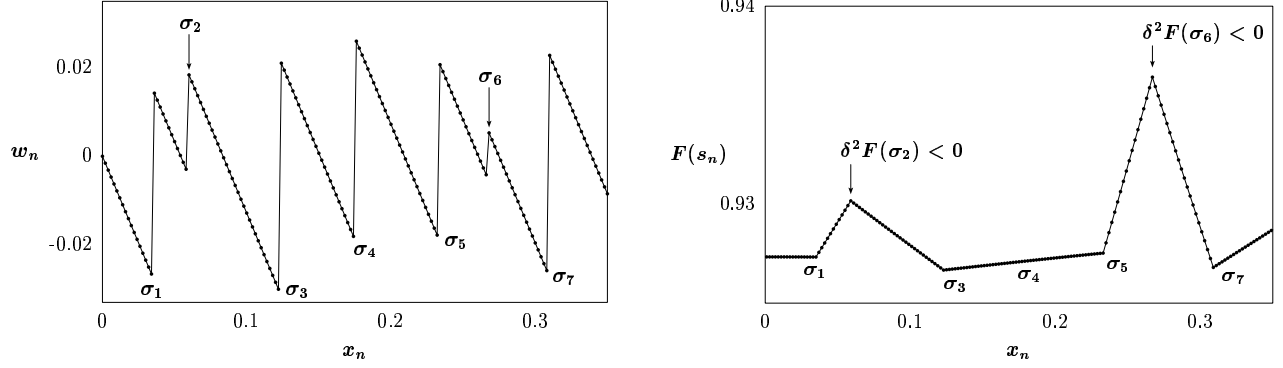 σ₂
0.02
σ₆
wₙ
0
-0.02
σ₄
σ₅
σ₇
σ₁
σ₃
0
0.1
0.2
0.3
xₙ
0.94
δ²F(σ₆) < 0
δ²F(σ₂) < 0
F(sₙ)
0.93
σ₁
σ₃
σ₄
σ₅
σ₇
0
0.1
0.2
0.3
xₙ